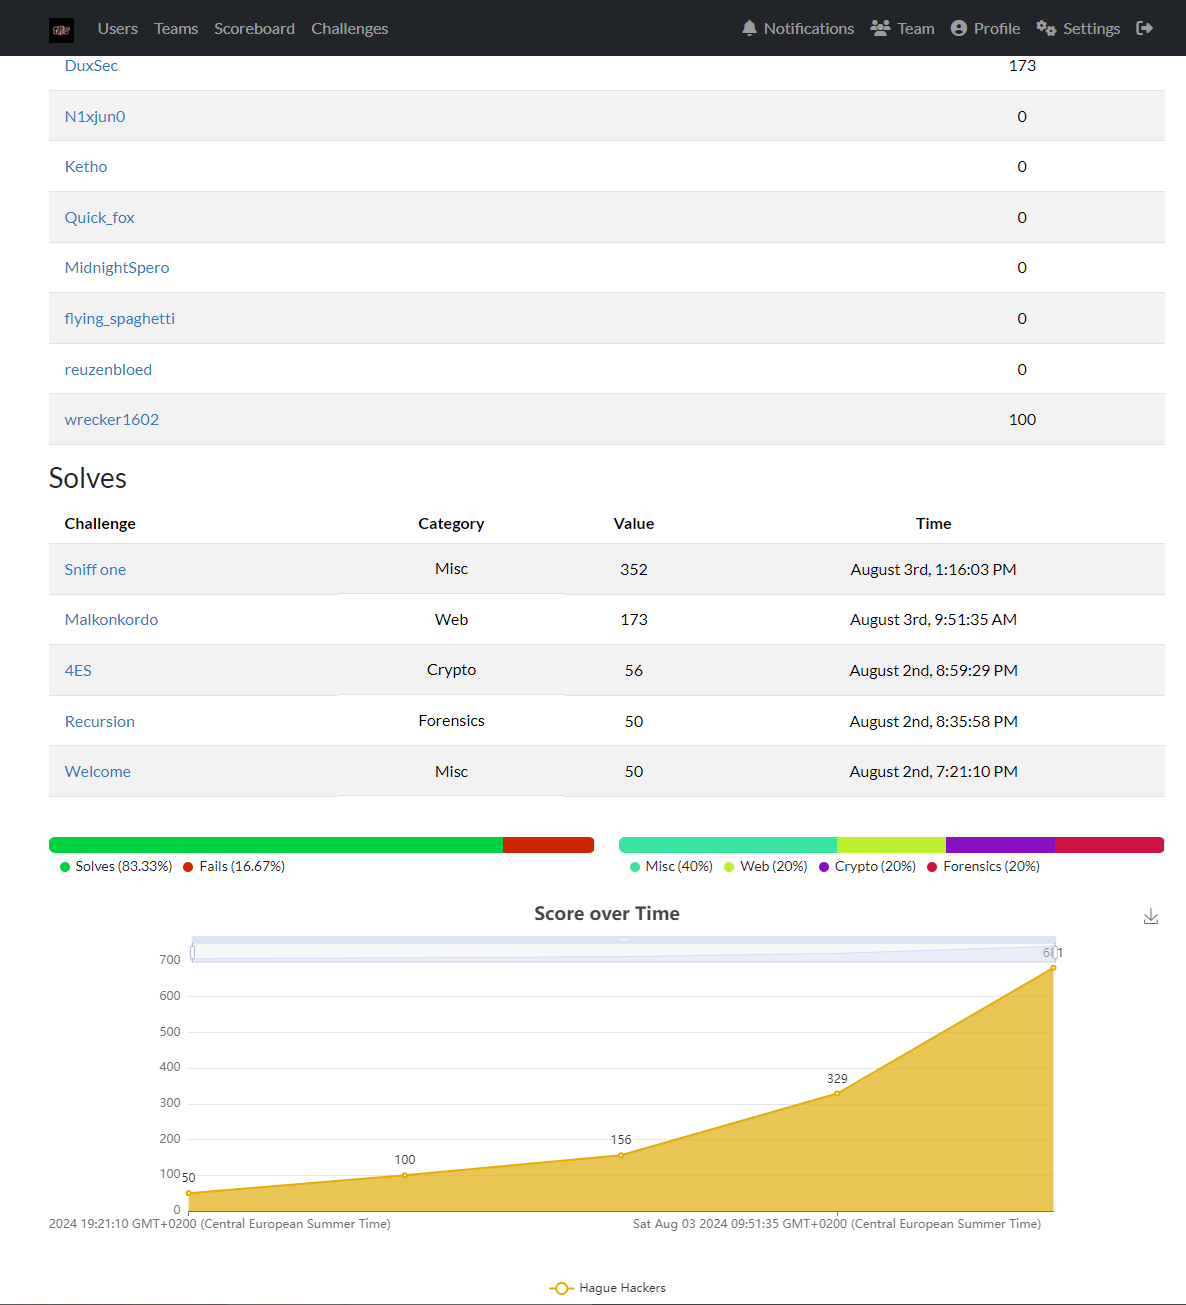 Users Teams Scoreboard Challenges Notifications Team Profile Settings
DuxSec 173
N1xjun0 0
Ketho 0
Quick_fox 0
MidnightSpero 0
flying_spaghetti 0
reuzenbloed 0
wrecker1602 100
Solves
Challenge Category Value Time
Sniff one Misc 352 August 3rd, 1:16:03 PM
Malkonkordo Web 173 August 3rd, 9:51:35 AM
4ES Crypto 56 August 2nd, 8:59:29 PM
Recursion Forensics 50 August 2nd, 8:35:58 PM
Welcome Misc 50 August 2nd, 7:21:10 PM
Solves (83.33%) Fails (16.67%) Misc (40%) Web (20%) Crypto (20%) Forensics (20%)
Score over Time
700 681
600
500
400
329
300
200
156
100
100 50
0
2024 19:21:10 GMT+0200 (Central European Summer Time) Sat Aug 03 2024 09:51:35 GMT+0200 (Central European Summer Time)
Hague Hackers